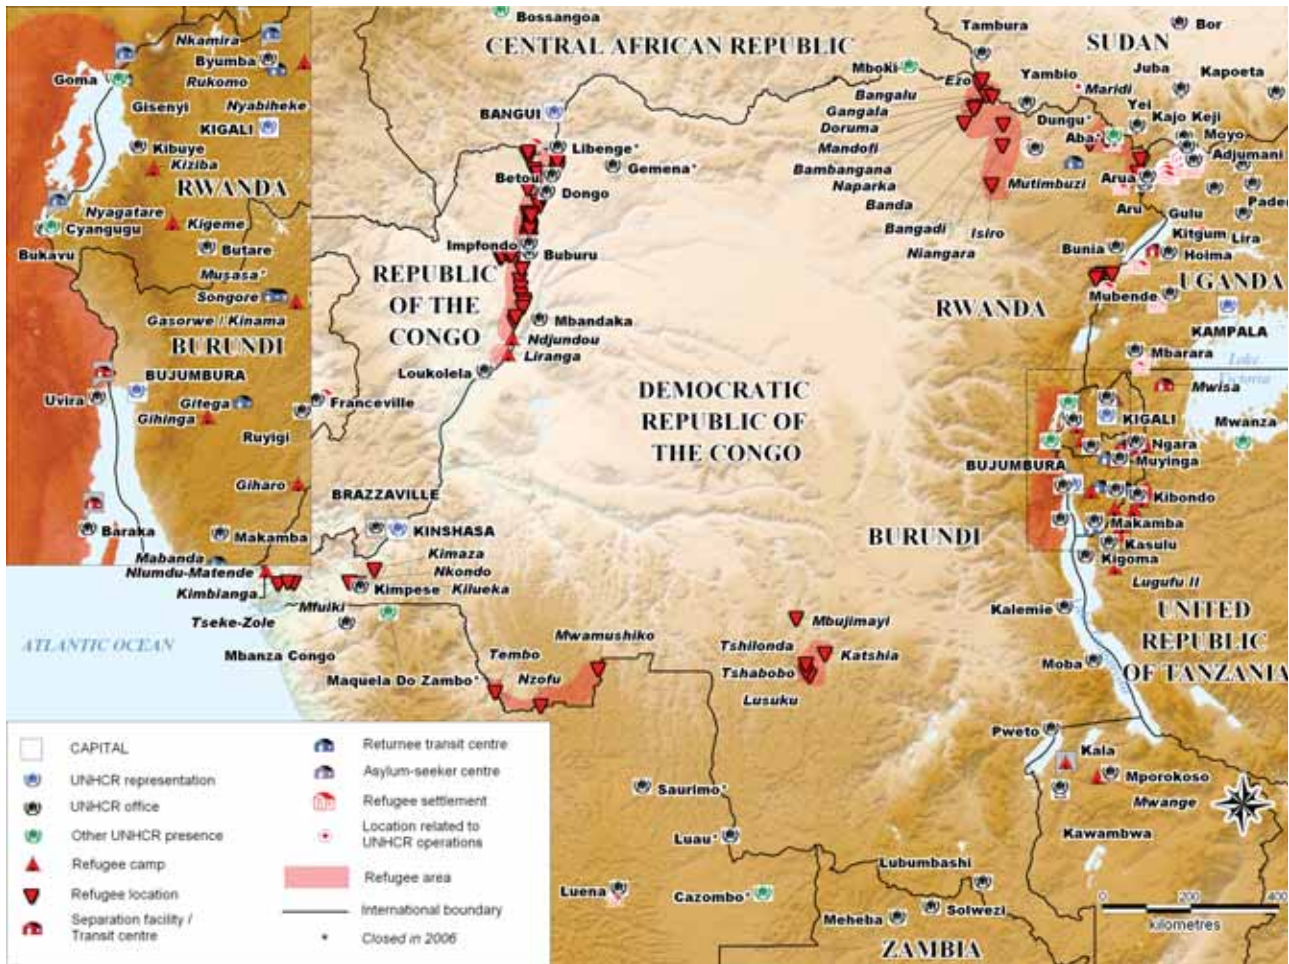 Bossangoa
Tambura
Bor
Nkamira
CENTRAL AFRICAN REPUBLIC
SUDAN
Byumba
Mboki
Ezo
Yambio
Juba
Kapoeta
Goma
Rukomo
Bangalu
Maridi
Gisenyi
Nyabiheke
BANGUI
Gangala
Dungu*
Yei
Kajo Keji
KIGALI
Doruma
Aba*
Moyo
Kibuye
Libenge*
Mandofi
Adjumani
Kiziba
Gemena*
Bambangana
Mutimbuzi
Arua
RWANDA
Betou
Dongo
Naparka
Aru
Pader
Nyagatare
Kigeme
Banda
Gulu
Cyangugu
Bangadi
Isiro
Kitgum
Lira
Bukavu
Butare
Impfondo
Buburu
Niangara
Bunia
Hoima
Musasa*
REPUBLIC
OF THE
CONGO
UGANDA
Songore
RWANDA
Mubende
Gasorwe / Kinama
Mbandaka
KAMPALA
BURUNDI
Ndjundou
Liranga
Mbarara
Lake
Victoria
BUJUMBURA
Loukolela
DEMOCRATIC
REPUBLIC OF
THE CONGO
Mwisa
Uvira
Gitega
Gihinga
Franceville
KIGALI
Mwanza
Ruyigi
Ngara
BUJUMBURA
Muyinga
Giharo
BRAZZAVILLE
Kibondo
Baraka
KINSHASA
BURUNDI
Makamba
Makamba
Kimaza
Kasulu
Mabanda
Nkondo
Kigoma
Nlumdu-Matende
Kimpese
Kilueka
Lugufu II
Kimbianga
Mfuiki
Kalemie
UNITED
REPUBLIC
OF TANZANIA
Tseke-Zole
Mbujimayi
ATLANTIC OCEAN
Mwamushiko
Mbanza Congo
Tembo
Tshilonda
Katshia
Moba
Maquela Do Zambo*
Nzofu
Tshabobo
Lusuku
Pweto
Kala
Mporokoso
Saurimo*
Mwange
Luau*
Kawambwa
Lubumbashi
Luena
Cazombo*
Solwezi
Meheba
ZAMBIA
0 200 400
kilometres
CAPITAL
UNHCR representation
UNHCR office
Other UNHCR presence
Refugee camp
Refugee location
Separation facility /
Transit centre
Returnee transit centre
Asylum-seeker centre
Refugee settlement
Location related to
UNHCR operations
Refugee area
International boundary
* Closed in 2006